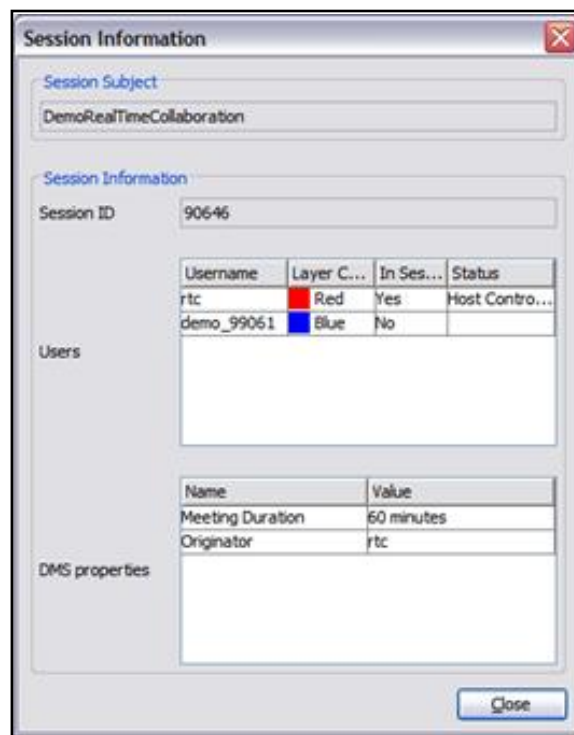 Session Information
Session Subject
DemoRealTimeCollaboration
Session Information
Session ID 90646
Username Layer C... In Ses... Status
rtc Red Yes Host Contro...
demo_99061 Blue No
Users
Name Value
Meeting Duration 60 minutes
Originator rtc
DMS properties
Close